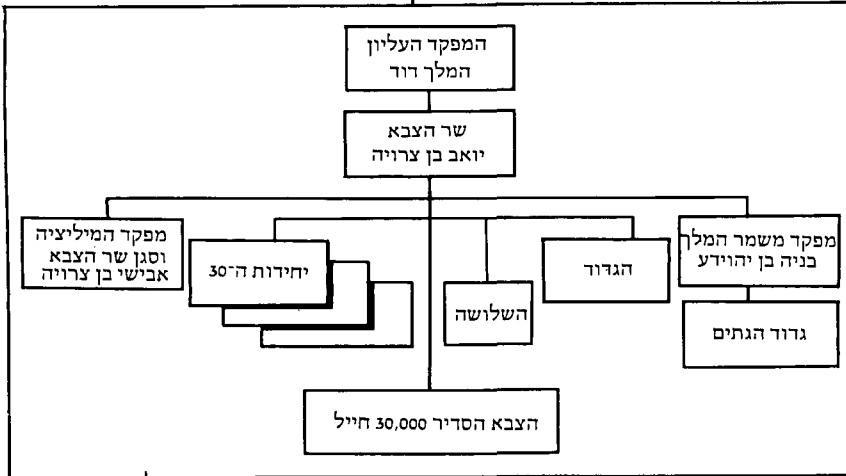 המפקד העליון
המלך דוד
שר הצבא
יואב בן צרויה
מפקד משמר המלך
בניה בן יהוידע
גדוד הגתים
הגדוד
השלושה
יחידות ה־30
מפקד המיליציה
וסגן שר הצבא
אבישי בן צרויה
הצבא הסדיר 30,000 חייל